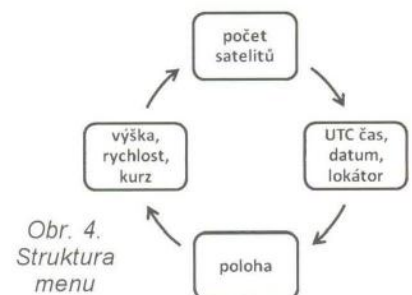 počet
satelitů
výška,
rychlost,
kurz
UTC čas,
datum,
lokátor
poloha
Obr. 4.
Struktura
menu